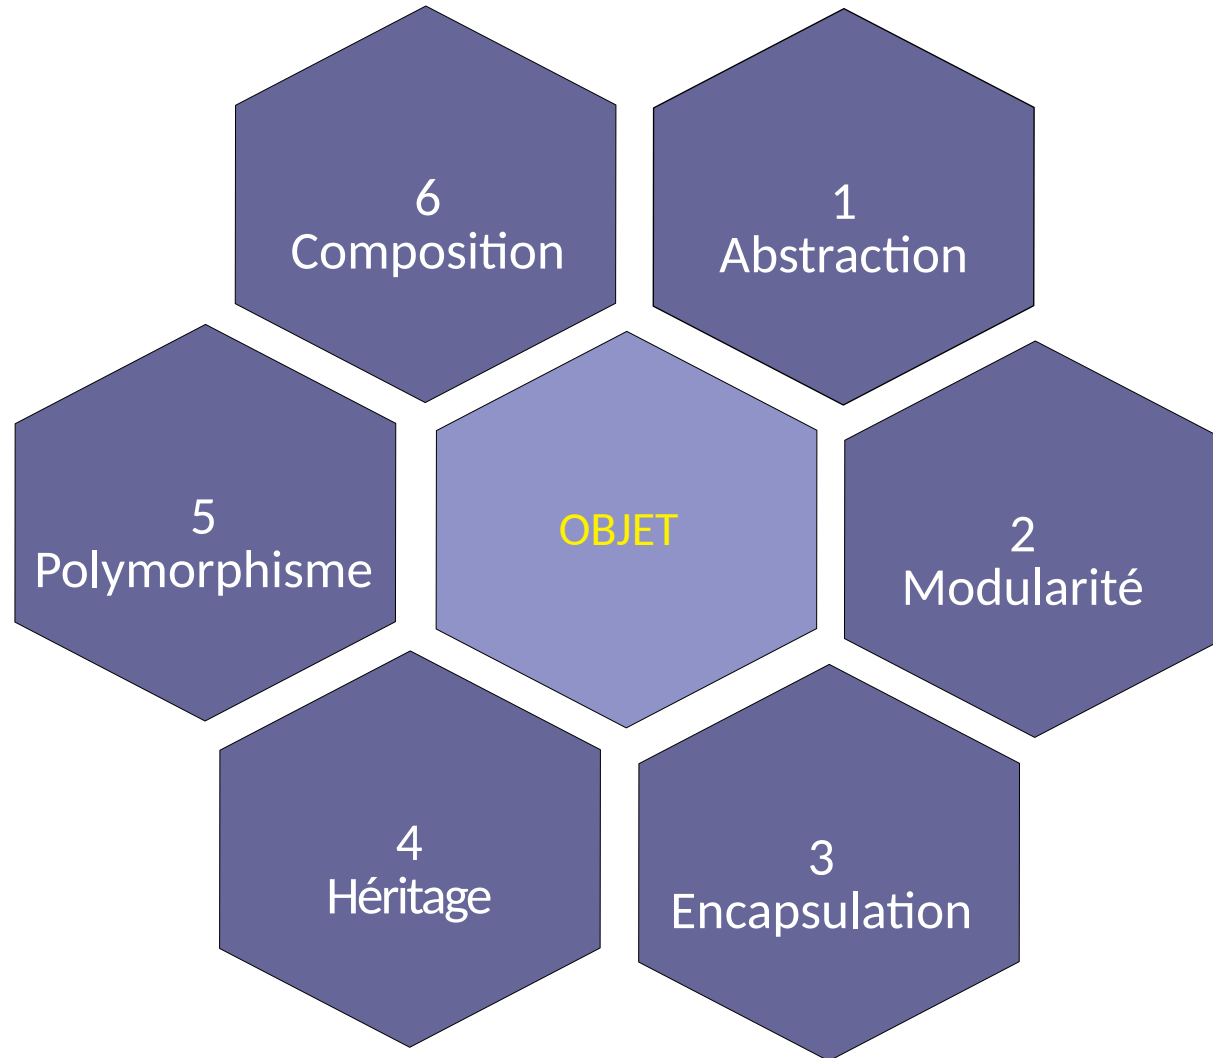 6
Composition
1
Abstraction
5
Polymorphisme
OBJET
2
Modularité
4
Héritage
3
Encapsulation